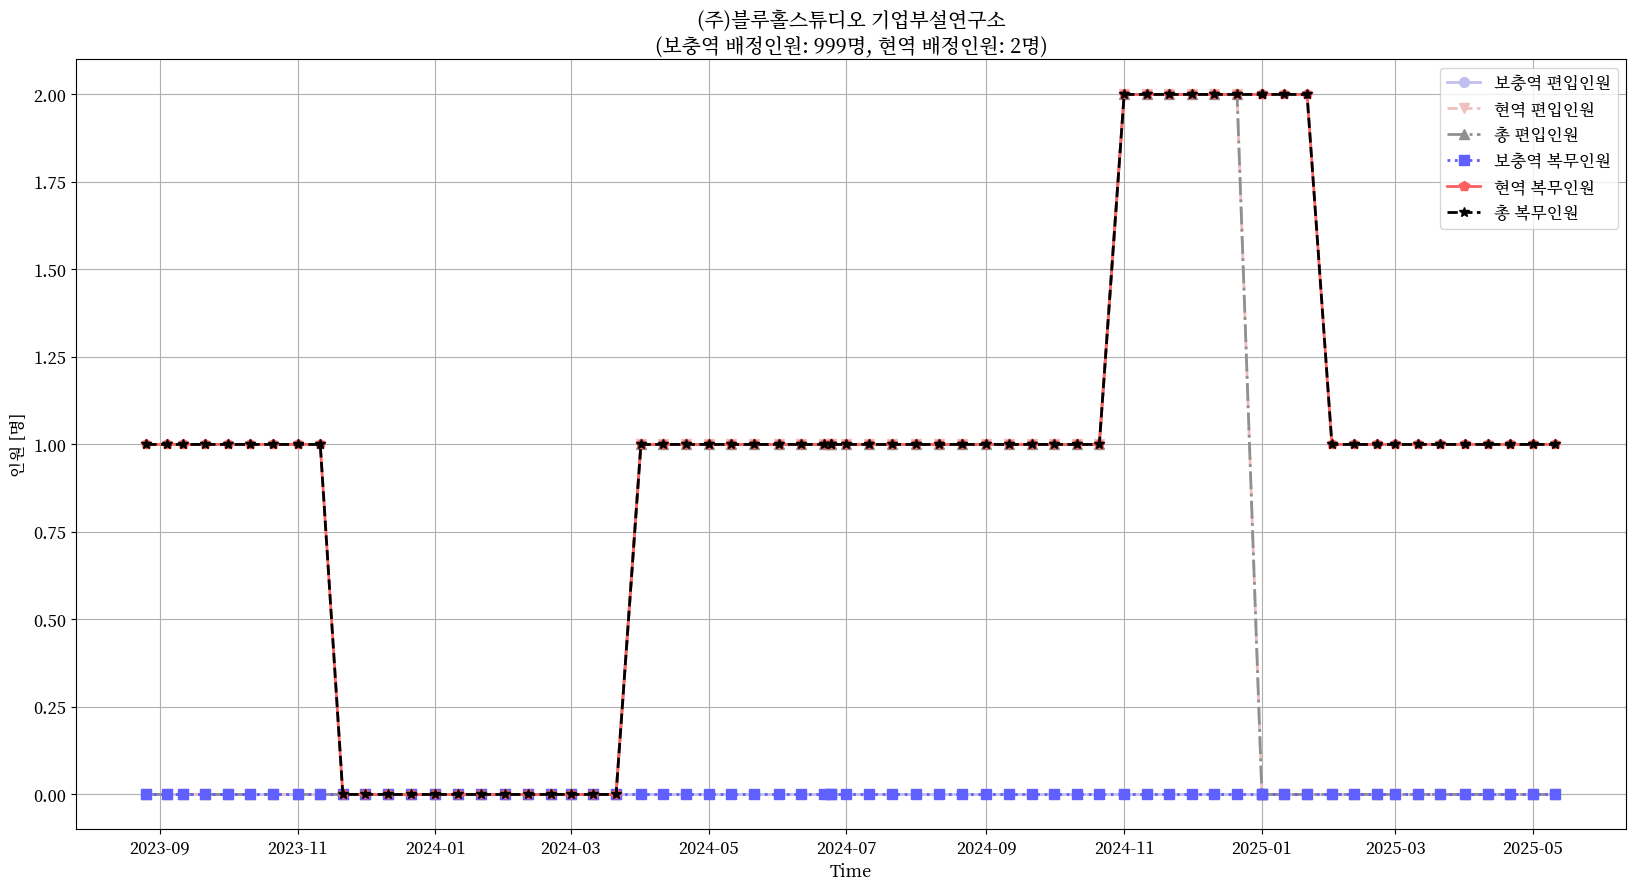 (주)블루홀스튜디오 기업부설연구소
(보충역 배정인원: 999명, 현역 배정인원: 2명)
보충역 편입인원
현역 편입인원
총 편입인원
보충역 복무인원
현역 복무인원
총 복무인원
인원 [명]
2.00
1.75
1.50
1.25
1.00
0.75
0.50
0.25
0.00
2023-09 2023-11 2024-01 2024-03 2024-05 2024-07 2024-09 2024-11 2025-01 2025-03 2025-05
Time